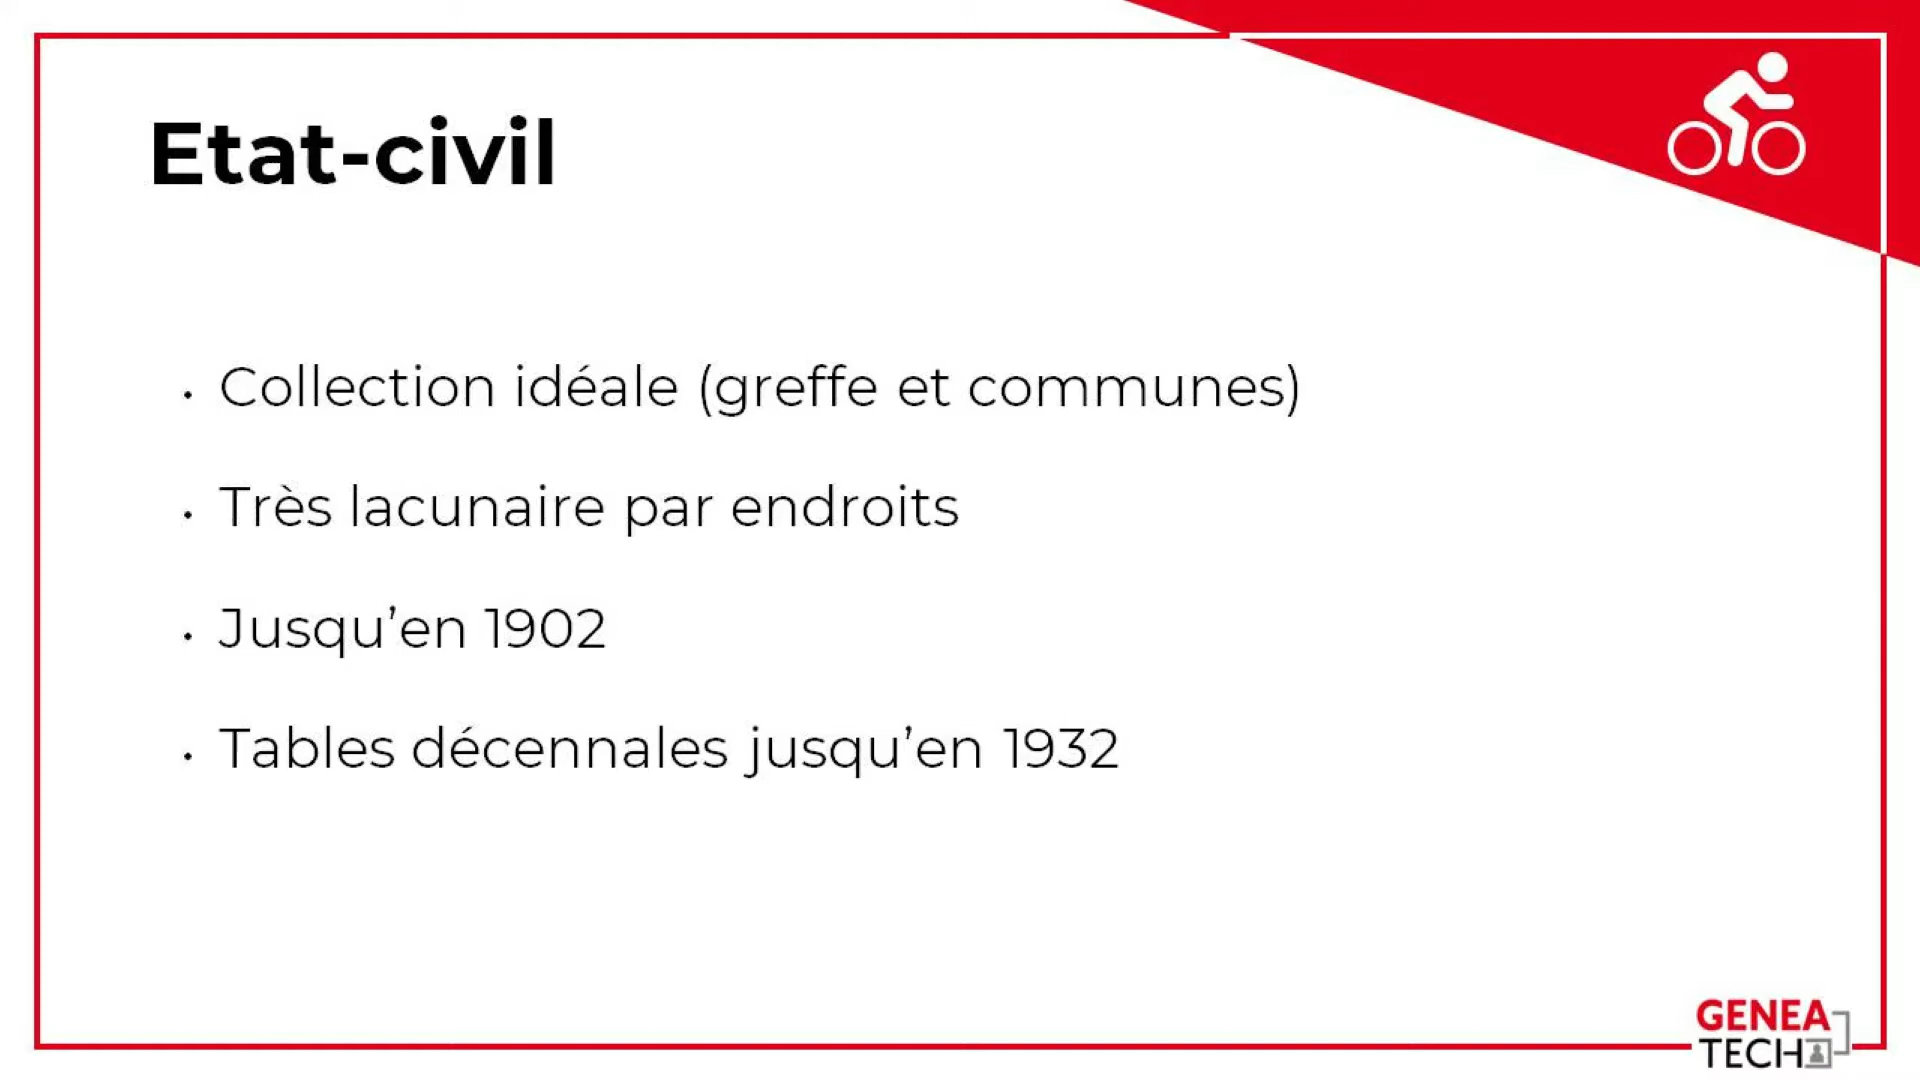 Etat-civil
• Collection idéale (greffe et communes)
• Très lacunaire par endroits
• Jusqu’en 1902
• Tables décennales jusqu’en 1932
GENEA
TECH